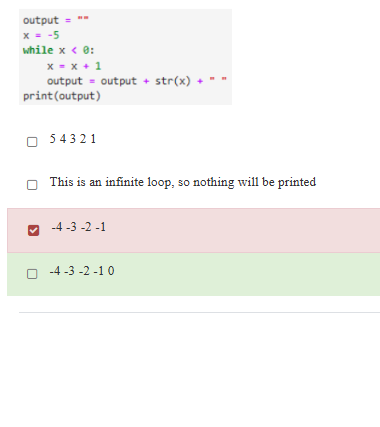 output = ""
x = -5
while x < 0:
    x = x + 1
    output = output + str(x) + " "
print(output)
5 4 3 2 1
This is an infinite loop, so nothing will be printed
-4 -3 -2 -1
-4 -3 -2 -1 0